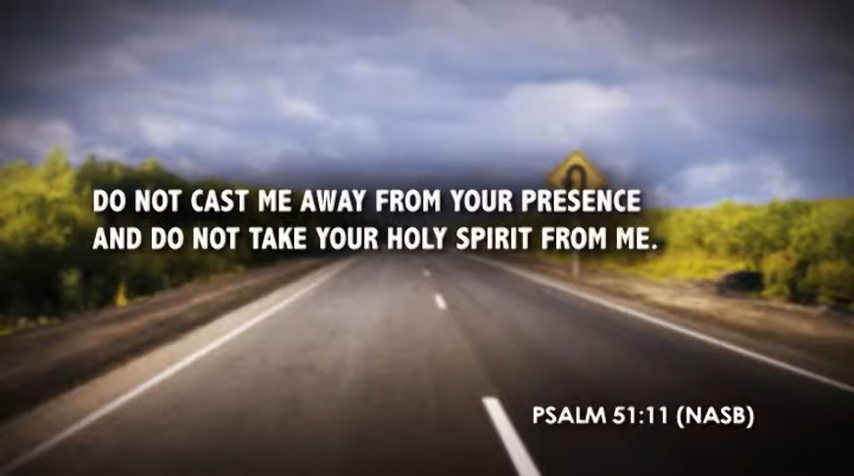 DO NOT CAST ME AWAY FROM YOUR PRESENCE
AND DO NOT TAKE YOUR HOLY SPIRIT FROM ME.
PSALM 51:11 (NASB)